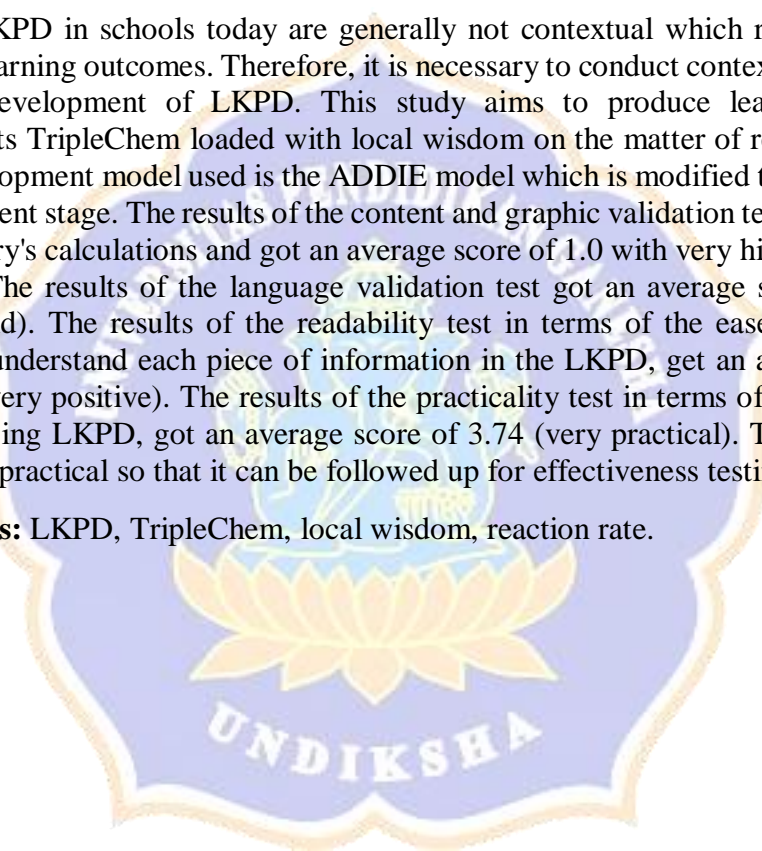 KPD in schools today are generally not contextual which r
arning outcomes. Therefore, it is necessary to conduct contex
evelopment of LKPD. This study aims to produce lea
ts TripleChem loaded with local wisdom on the matter of r
opment model used is the ADDIE model which is modified t
ent stage. The results of the content and graphic validation te
ry's calculations and got an average score of 1.0 with very hi
The results of the language validation test got an average s
d). The results of the readability test in terms of the ease
understand each piece of information in the LKPD, get an a
very positive). The results of the practicality test in terms of
ing LKPD, got an average score of 3.74 (very practical). T
practical so that it can be followed up for effectiveness testi
s: LKPD, TripleChem, local wisdom, reaction rate.
UNIVERSITAS PENDIDIKAN GANESHA
UNDIKSHA